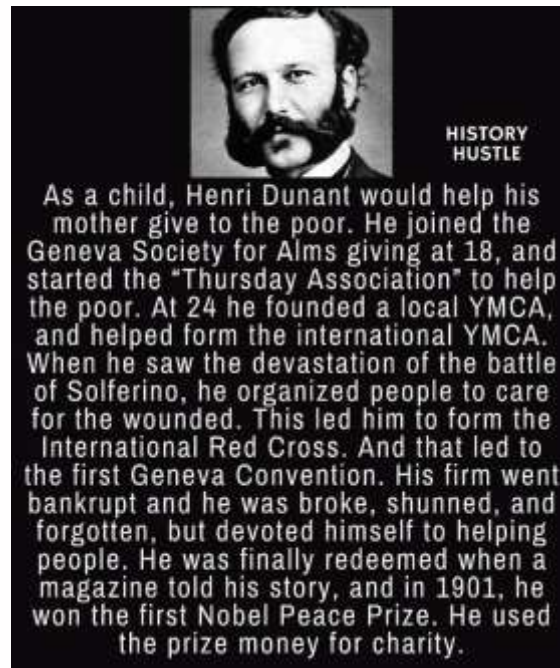 HISTORY
HUSTLE
As a child, Henri Dunant would help his
mother give to the poor. He joined the
Geneva Society for Alms giving at 18, and
started the “Thursday Association” to help
the poor. At 24 he founded a local YMCA,
and helped form the international YMCA.
When he saw the devastation of the battle
of Solferino, he organized people to care
for the wounded. This led him to form the
International Red Cross. And that led to
the first Geneva Convention. His firm went
bankrupt and he was broke, shunned, and
forgotten, but devoted himself to helping
people. He was finally redeemed when a
magazine told his story, and in 1901, he
won the first Nobel Peace Prize. He used
the prize money for charity.